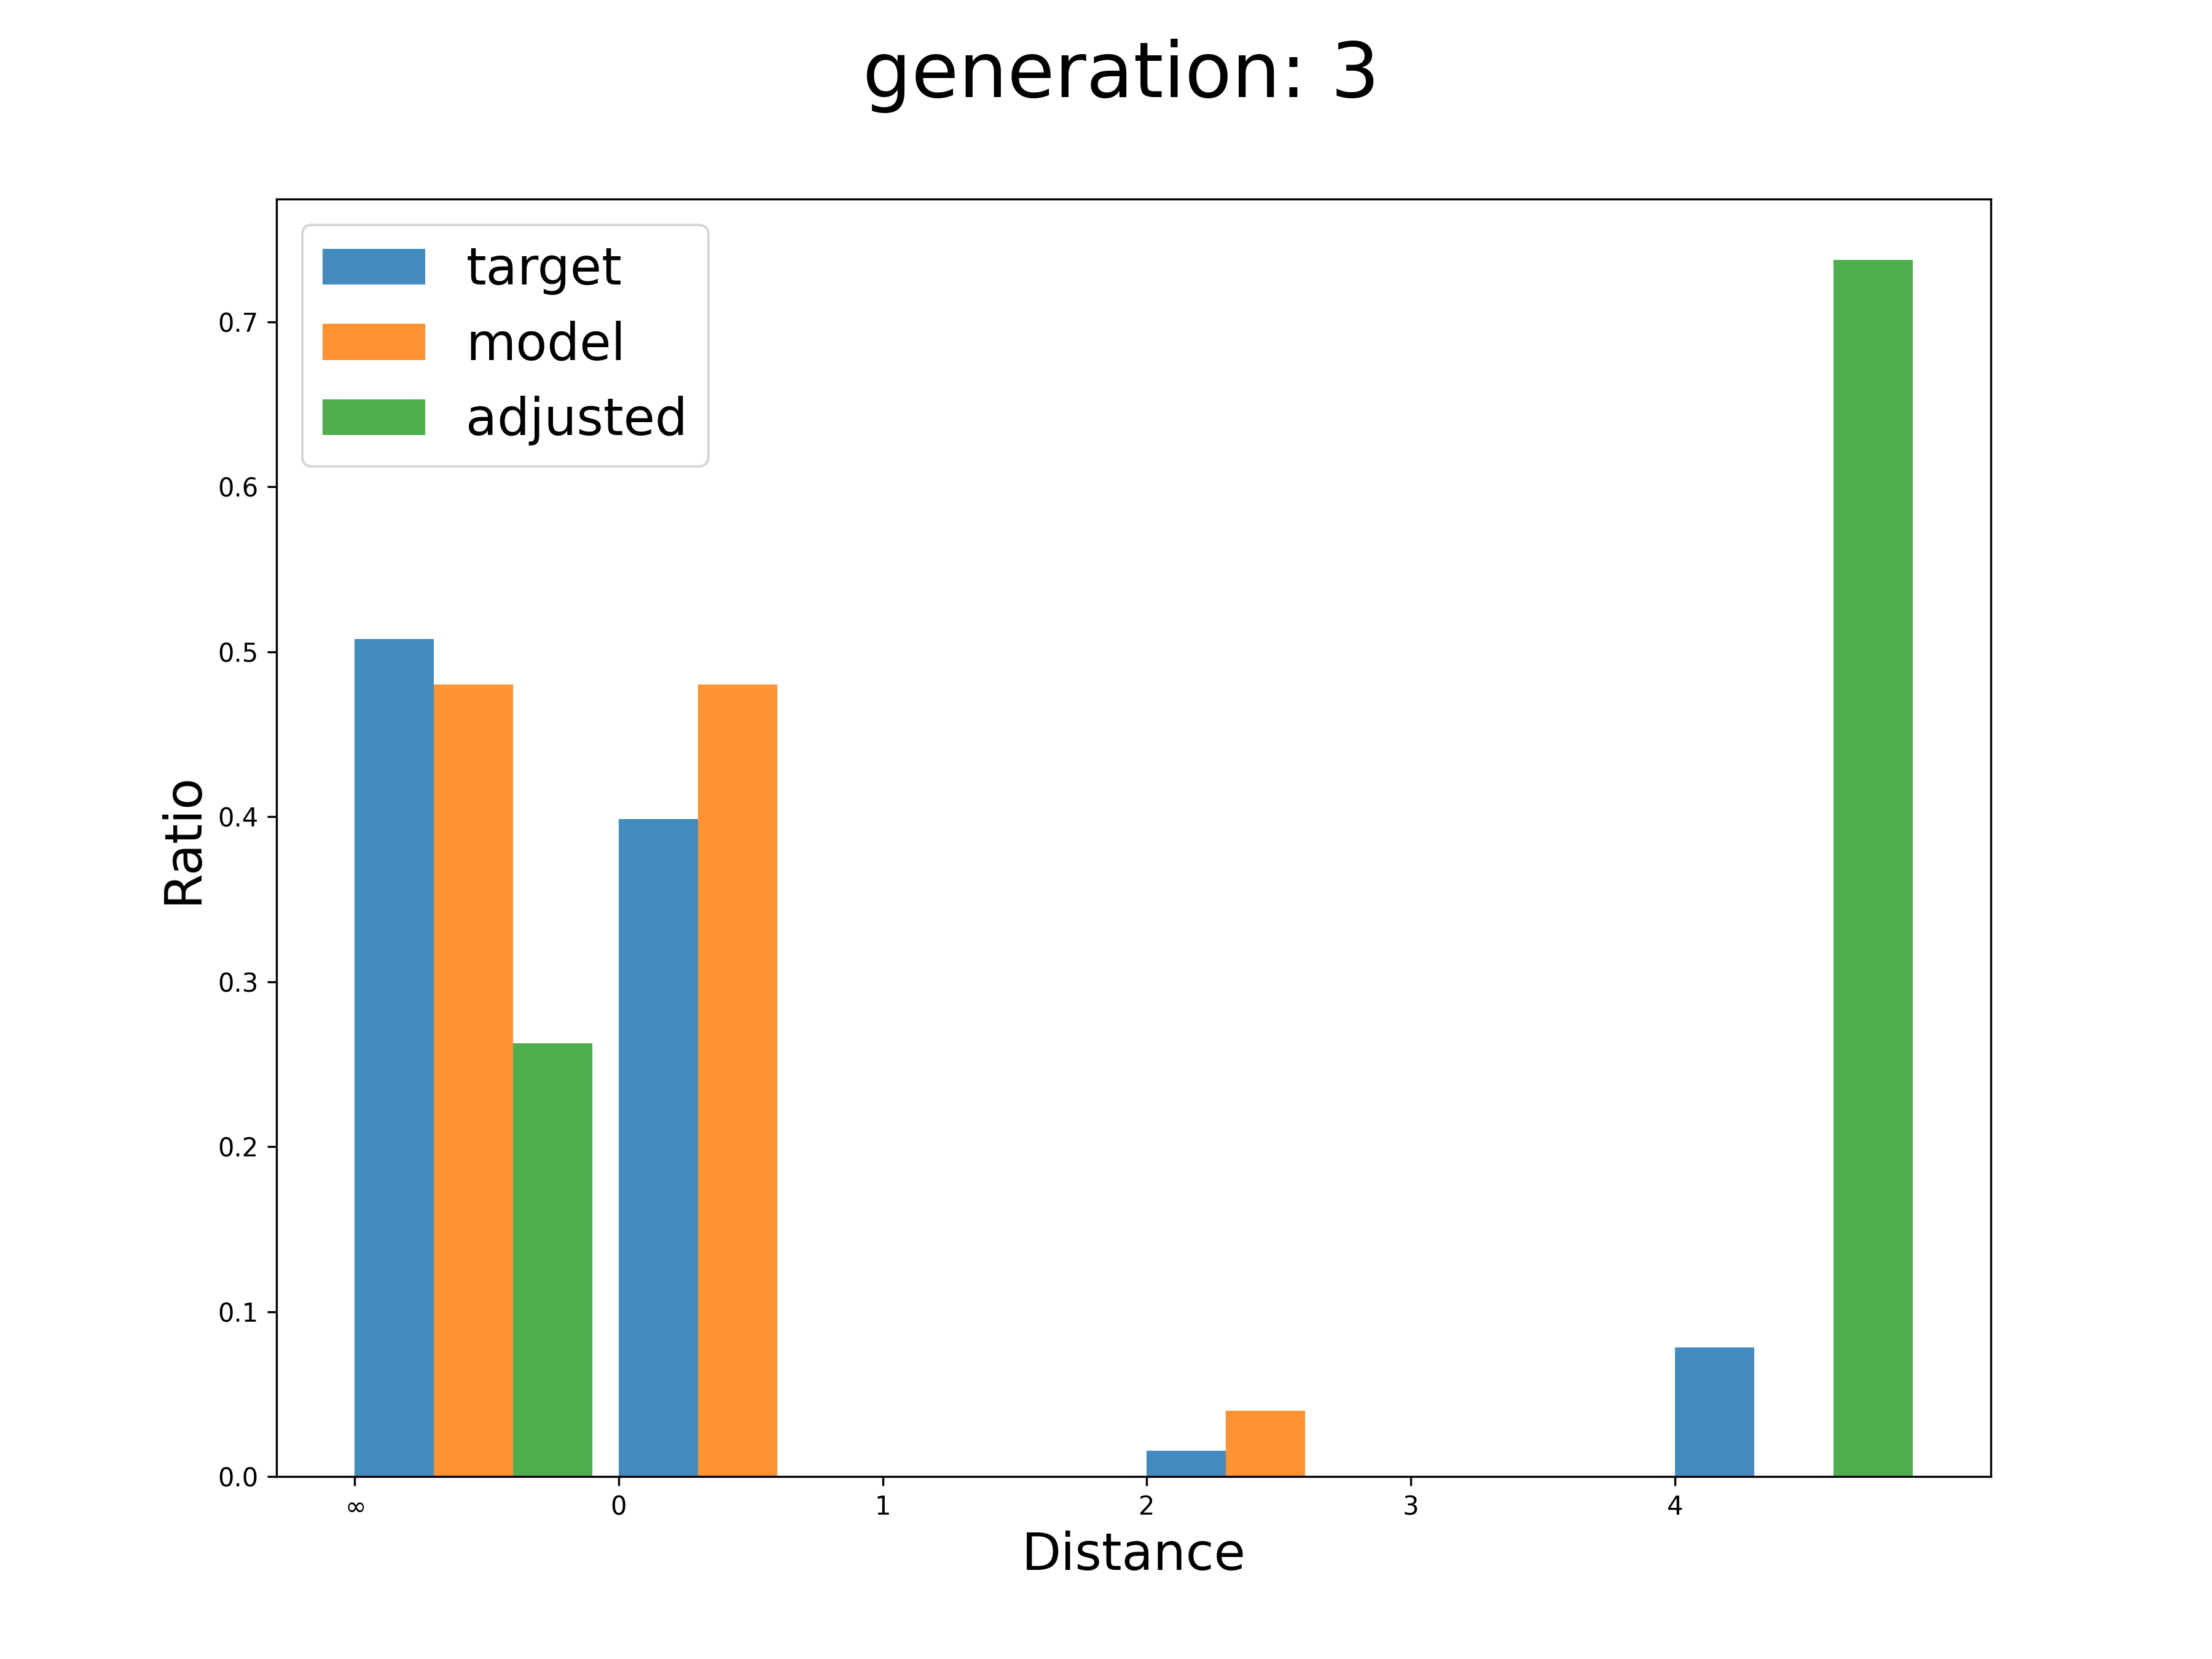 generation: 3
target
model
adjusted
0.7
0.6
0.5
0.4
0.3
0.2
0.1
0.0
Ratio
∞ 0 1 2 3 4
Distance